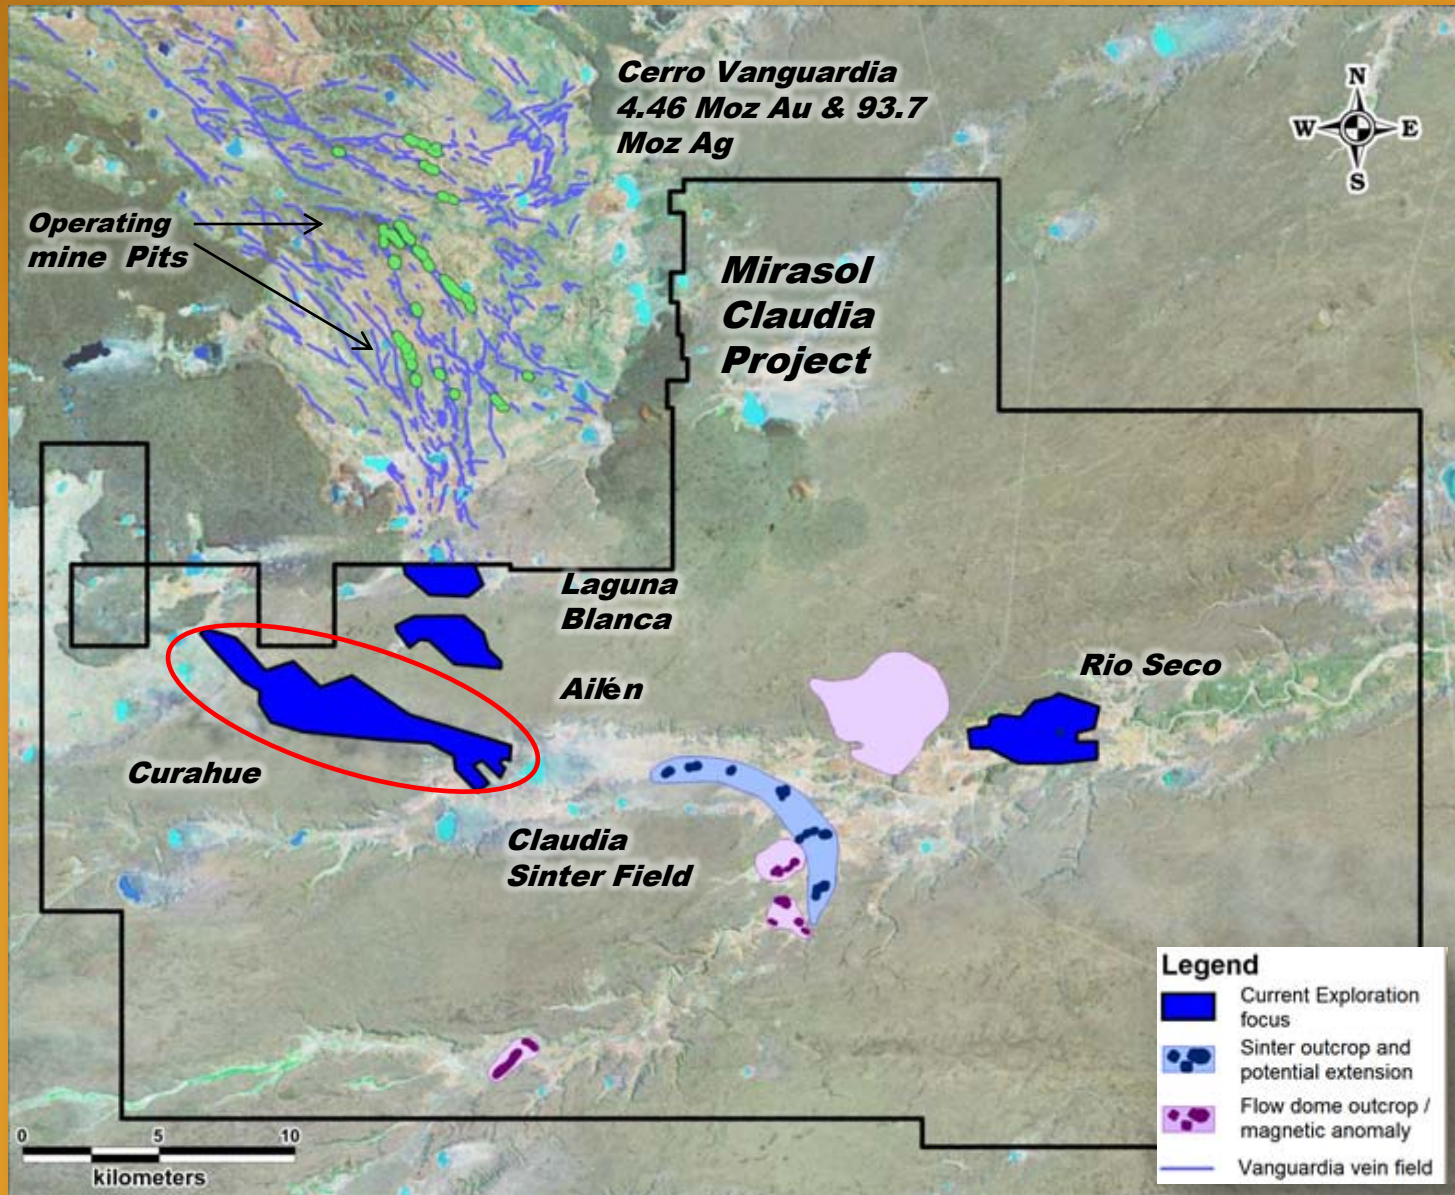 Cerro Vanguardia
4.46 Moz Au & 93.7
Moz Ag
N
W E
S
Operating
mine Pits
Mirasol
Claudia
Project
Laguna
Blanca
Rio Seco
Ailén
Curahue
Claudia
Sinter Field
Legend
Current Exploration
focus
Sinter outcrop and
potential extension
Flow dome outcrop /
magnetic anomaly
Vanguardia vein field
0 5 10
kilometers